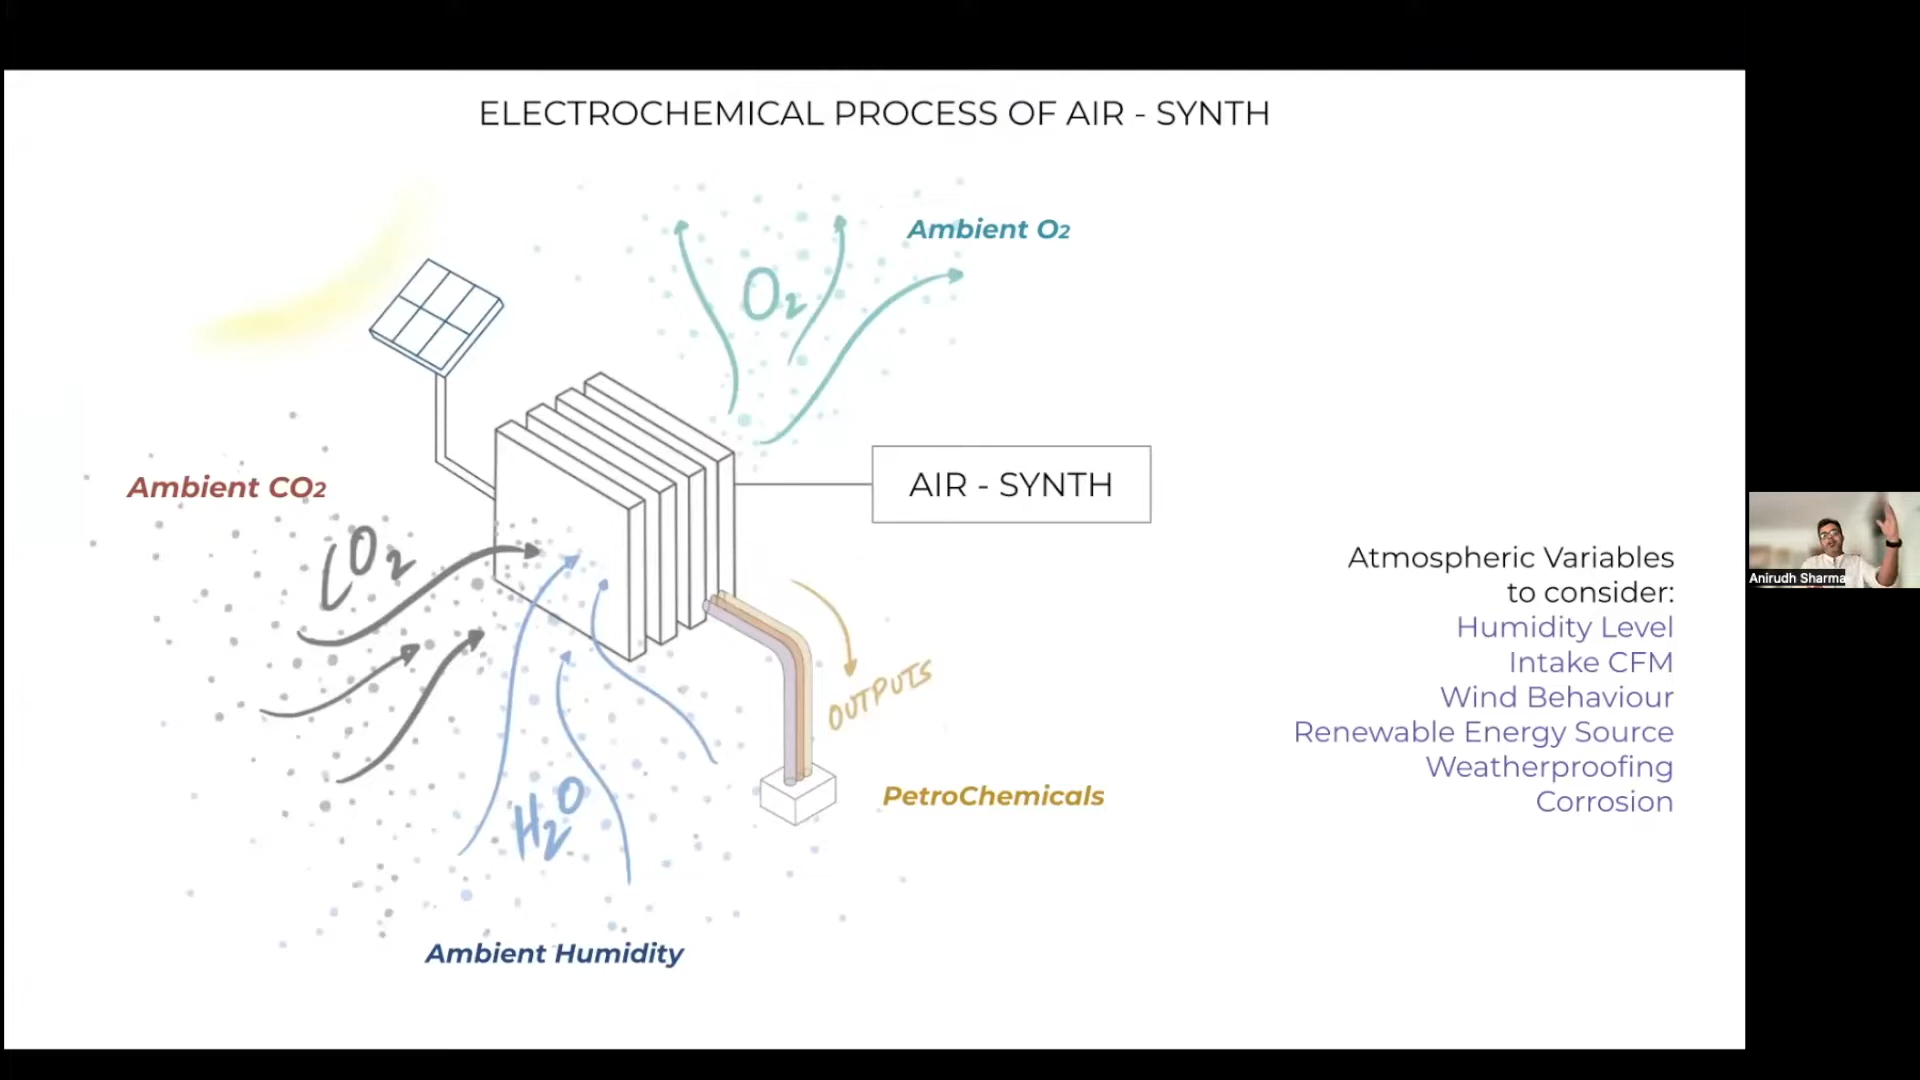 ELECTROCHEMICAL PROCESS OF AIR - SYNTH
Ambient O2
O2
Ambient CO2
CO2
AIR - SYNTH
OUTPUTS
PetroChemicals
H2O
Ambient Humidity
Atmospheric Variables
to consider:
Humidity Level
Intake CFM
Wind Behaviour
Renewable Energy Source
Weatherproofing
Corrosion
Anirudh Sharma